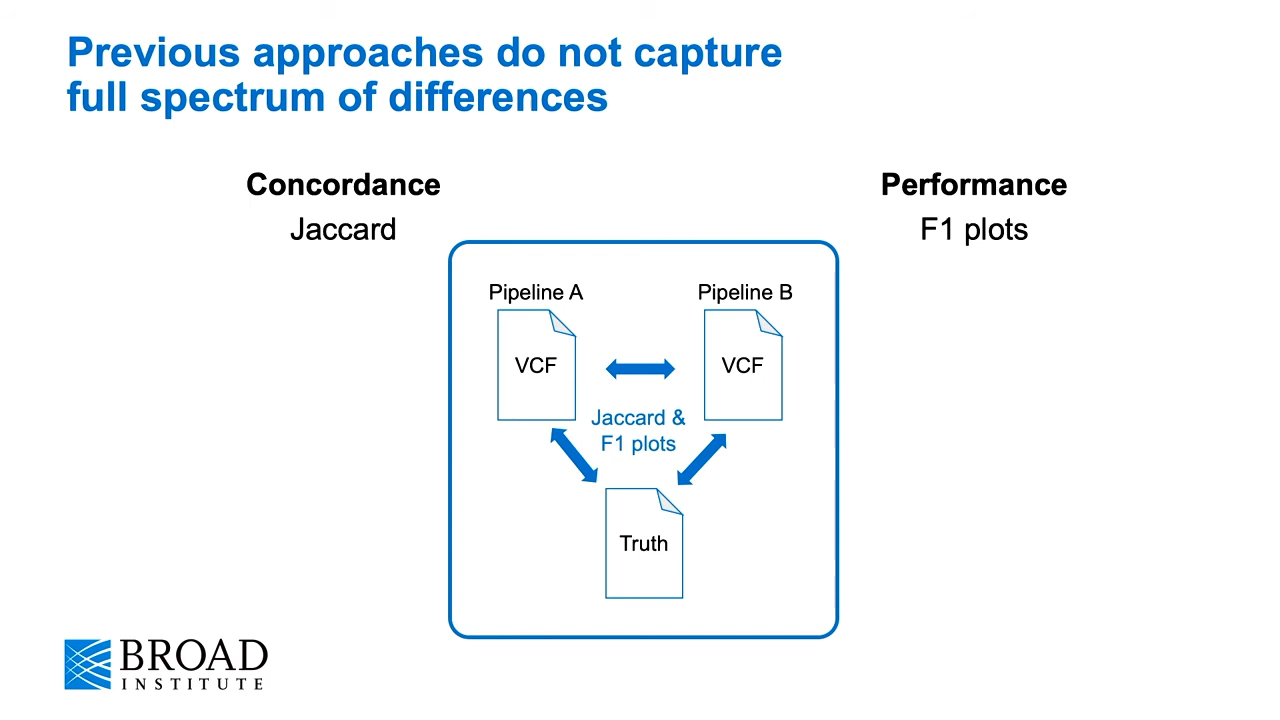 Previous approaches do not capture
full spectrum of differences
Concordance
Jaccard
Performance
F1 plots
Pipeline A
Pipeline B
VCF
VCF
Jaccard &
F1 plots
Truth
BROAD
INSTITUTE